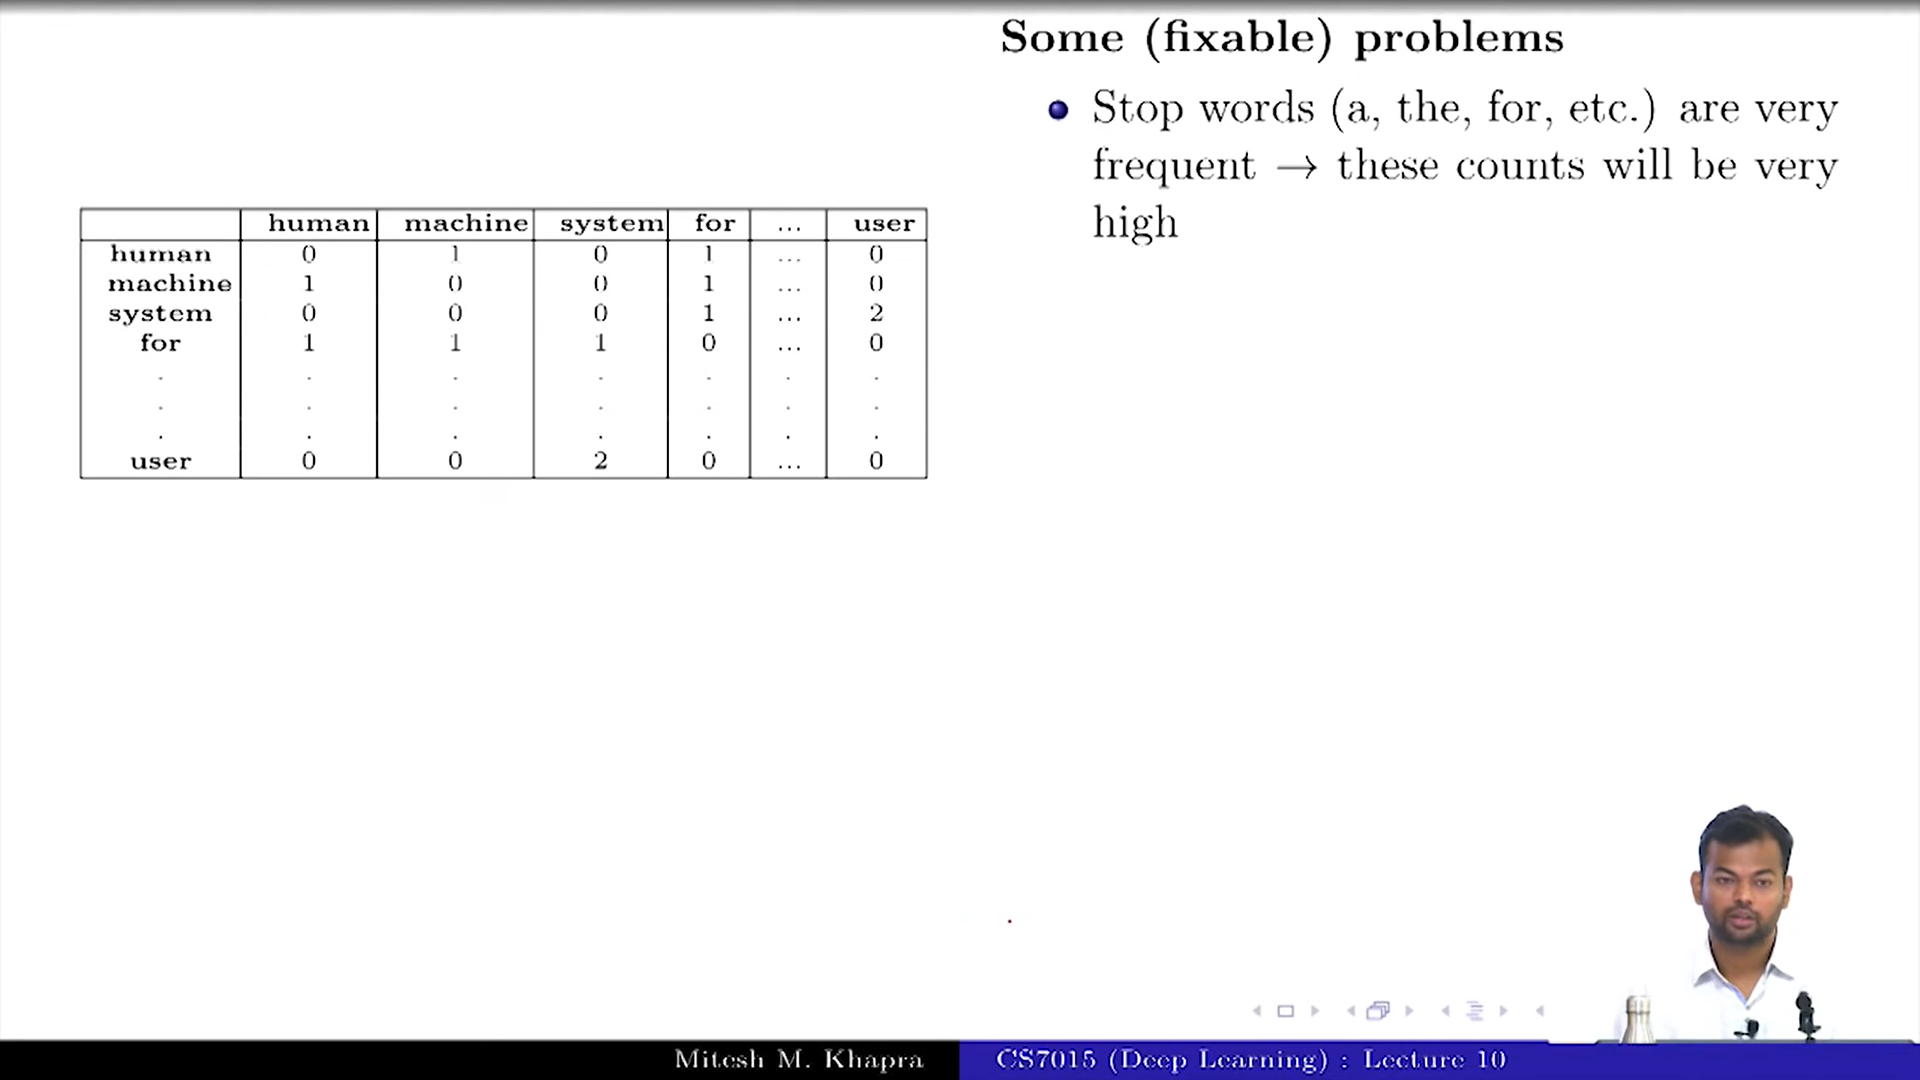 Some (fixable) problems
Stop words (a, the, for, etc.) are very
frequent → these counts will be very
high
human machine system for ... user
human 0 1 0 1 ... 0
machine 1 0 0 1 ... 0
system 0 0 0 1 ... 2
for 1 1 1 0 ... 0
. . . . . . .
. . . . . . .
. . . . . . .
user 0 0 2 0 ... 0
Mitesh M. Khapra CS7015 (Deep Learning) : Lecture 10